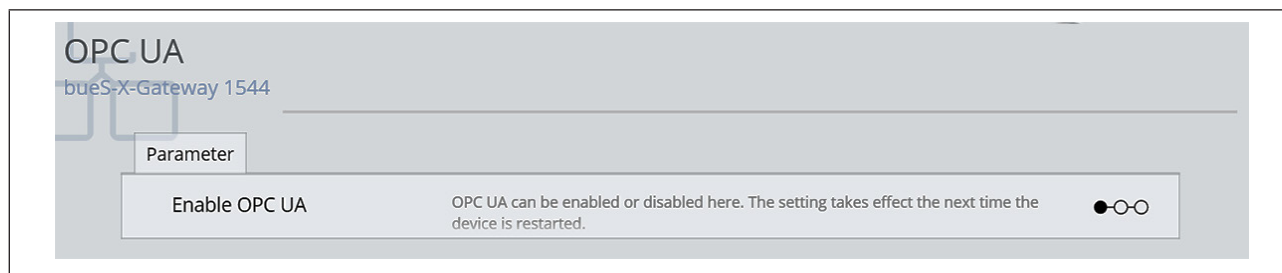 OPC UA
bueS-X-Gateway 1544
Parameter
Enable OPC UA
OPC UA can be enabled or disabled here. The setting takes effect the next time the
device is restarted.